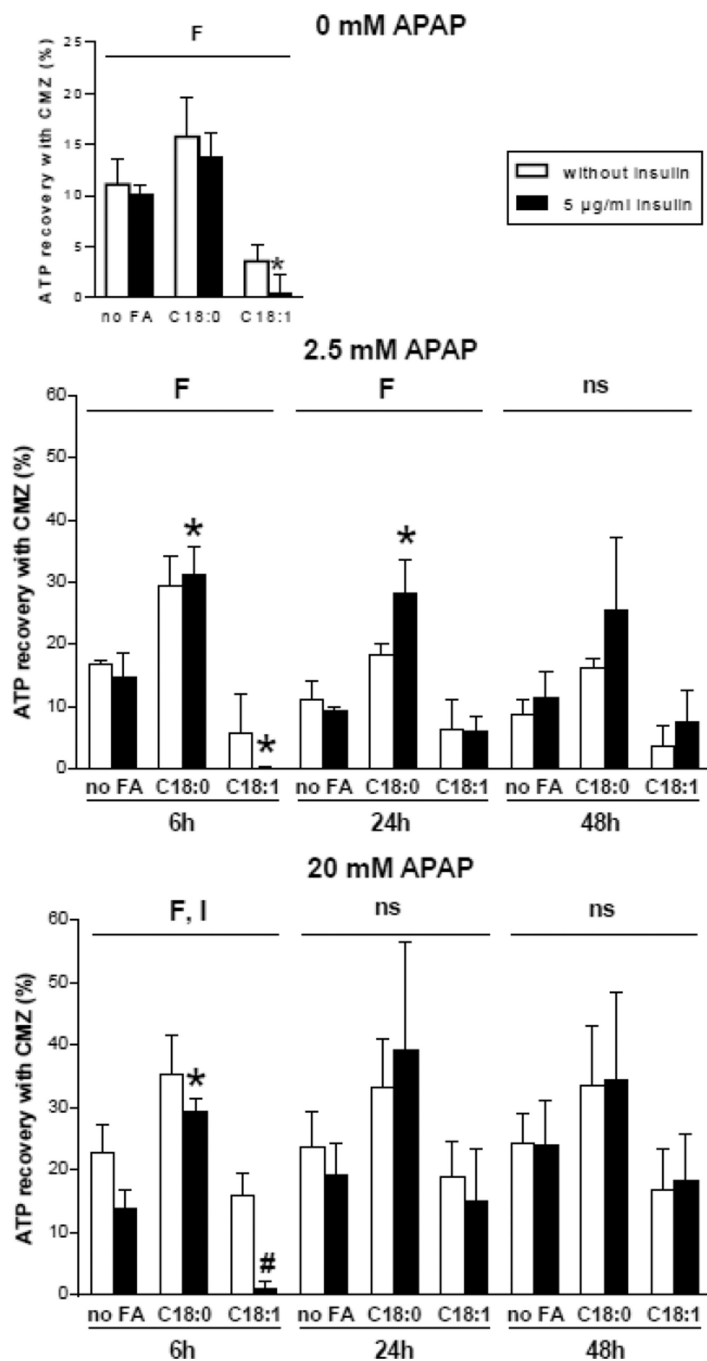 0 mM APAP
ATP recovery with CMZ (%)
25
20
15
10
5
0
F
*
no FA C18:0 C18:1
without insulin
5 µg/ml insulin
2.5 mM APAP
ATP recovery with CMZ (%)
60
50
40
30
20
10
0
F F ns
* *
*
no FA C18:0 C18:1 no FA C18:0 C18:1 no FA C18:0 C18:1
6h 24h 48h
20 mM APAP
ATP recovery with CMZ (%)
60
50
40
30
20
10
0
F, I ns ns
*
#
no FA C18:0 C18:1 no FA C18:0 C18:1 no FA C18:0 C18:1
6h 24h 48h